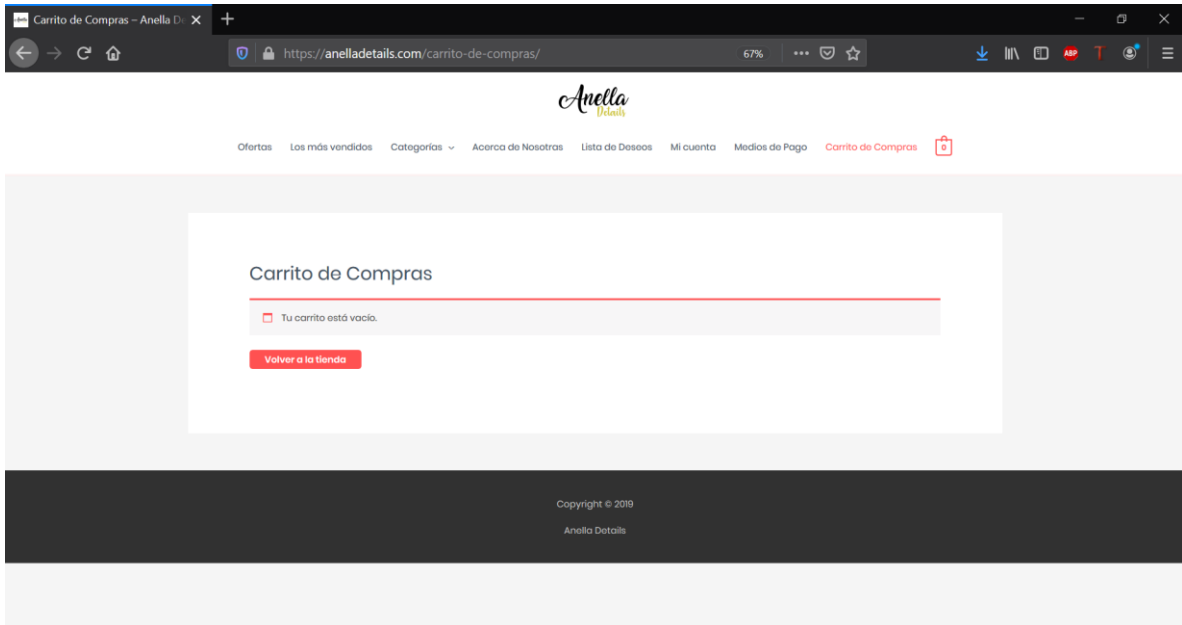 Carrito de Compras – Anella De
https://anelladetails.com/carrito-de-compras/
67%
ABP
Anella
Details
Ofertas Los más vendidos Categorías Acerca de Nosotras Lista de Deseos Mi cuenta Medios de Pago Carrito de Compras 0
Carrito de Compras
Tu carrito está vacío.
Volver a la tienda
Copyright © 2019
Anella Details